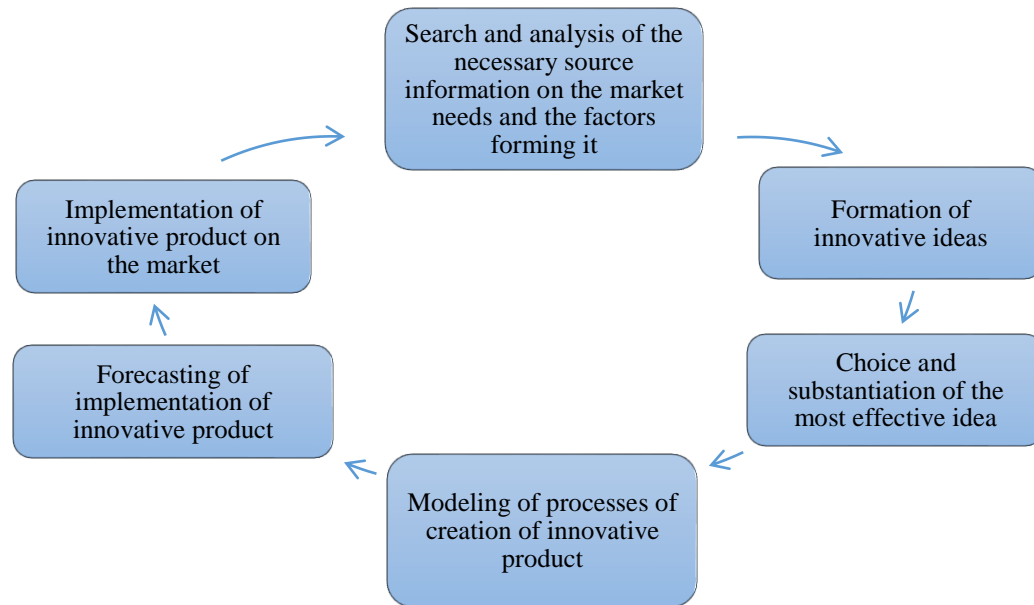 Search and analysis of the
necessary source
information on the market
needs and the factors
forming it
Formation of
innovative ideas
Choice and
substantiation of the
most effective idea
Modeling of processes of
creation of innovative
product
Forecasting of
implementation of
innovative product
Implementation of
innovative product on
the market